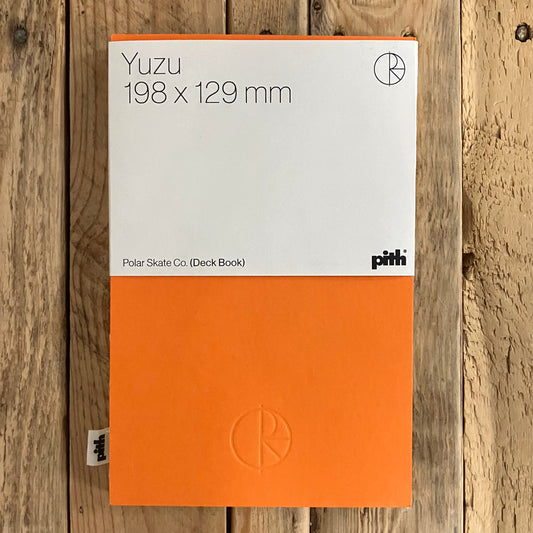 Yuzu
198 x 129 mm
Polar Skate Co. (Deck Book)
pith®
pith